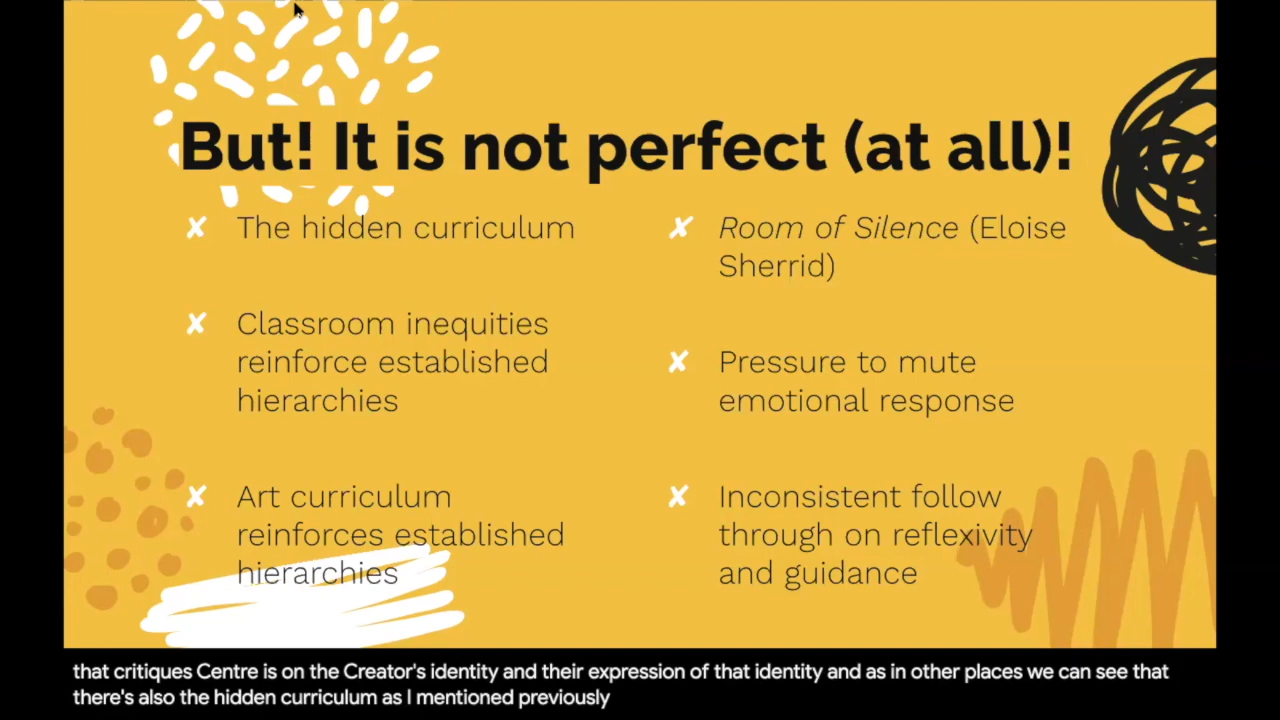 But! It is not perfect (at all)!
✘ The hidden curriculum
✘ Classroom inequities
reinforce established
hierarchies
✘ Art curriculum
reinforces established
hierarchies
✘ Room of Silence (Eloise
Sherrid)
✘ Pressure to mute
emotional response
✘ Inconsistent follow
through on reflexivity
and guidance
that critiques Centre is on the Creator's identity and their expression of that identity and as in other places we can see that
there's also the hidden curriculum as I mentioned previously